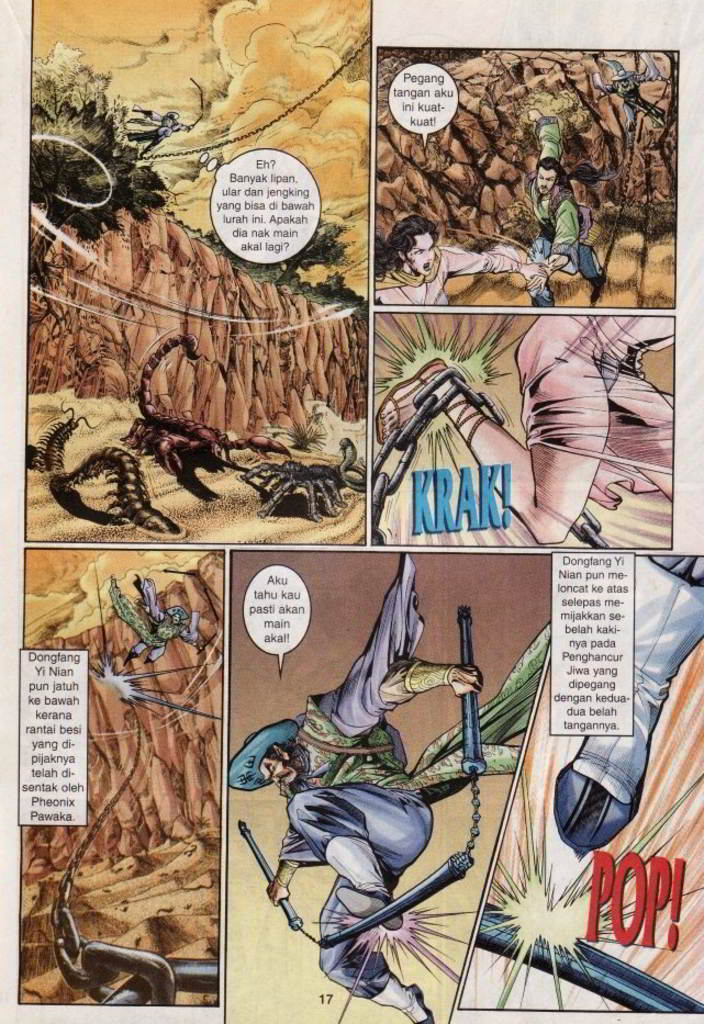 Eh?
Banyak lipan,
ular dan jengking
yang bisa di bawah
lurah ini. Apakah
dia nak main
akal lagi?
Pegang
tangan aku
ini kuat-
kuat!
KRAK!
Dongfang
Yi Nian
pun jatuh
ke bawah
kerana
rantai besi
yang di-
pijaknya
telah di-
sentak oleh
Pheonix
Pawaka.
Aku
tahu kau
pasti akan
main
akal!
Dongfang Yi
Nian pun me-
loncat ke atas
selepas me-
mijakkan se-
belah kaki-
nya pada
Penghancur
Jiwa yang
dipegang
dengan kedua-
dua belah
tangannya.
POP!
17